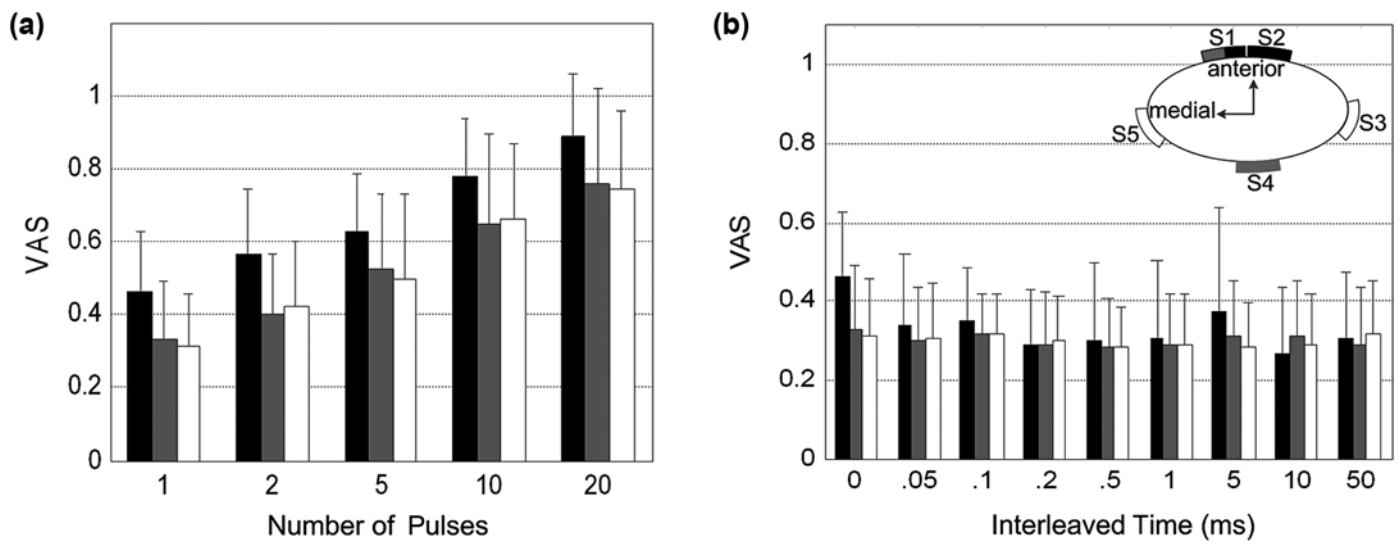 (a)
VAS
1
0.8
0.6
0.4
0.2
0
1 2 5 10 20
Number of Pulses
(b)
VAS
1
0.8
0.6
0.4
0.2
0
0 .05 .1 .2 .5 1 5 10 50
Interleaved Time (ms)
S1 S2
anterior
medial
S3
S5
S4